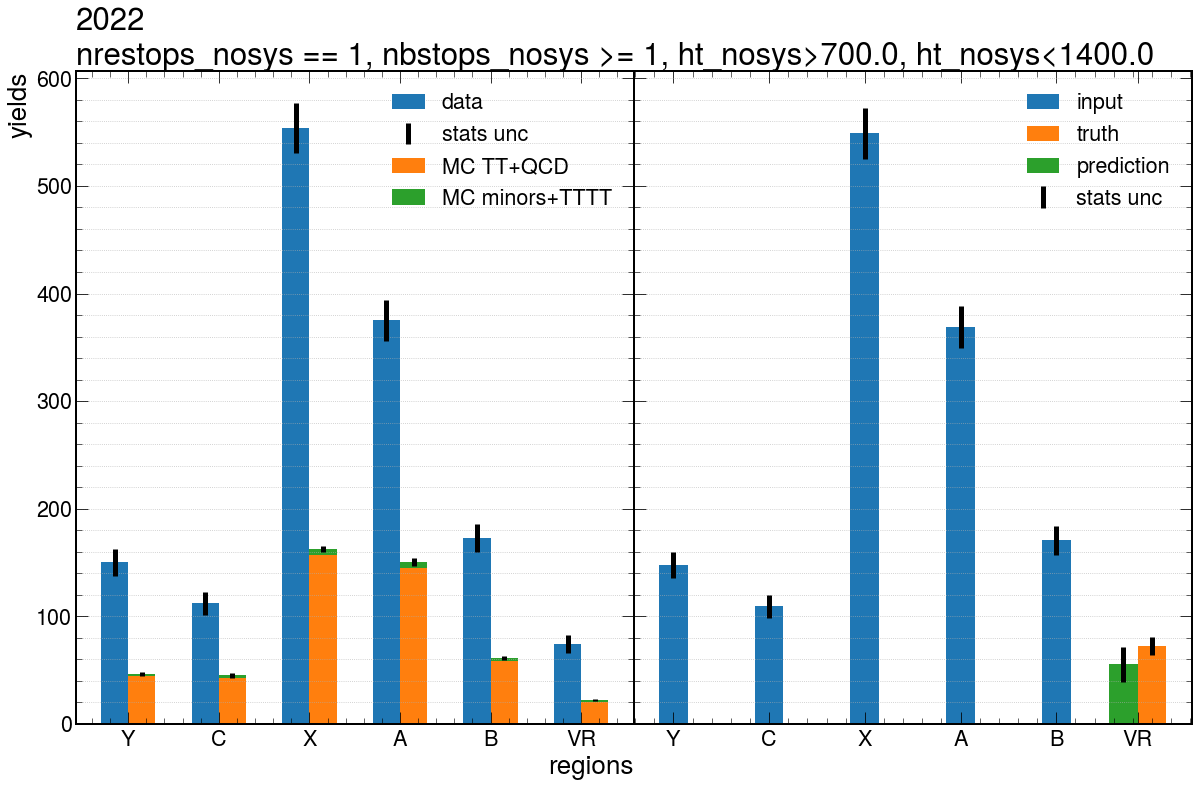 2022
nrestops_nosys == 1, nbstops_nosys >= 1, ht_nosys>700.0, ht_nosys<1400.0
yields
600
500
400
300
200
100
0
data
stats unc
MC TT+QCD
MC minors+TTTT
Y C X A B VR
input
truth
prediction
stats unc
Y C X A B VR
regions